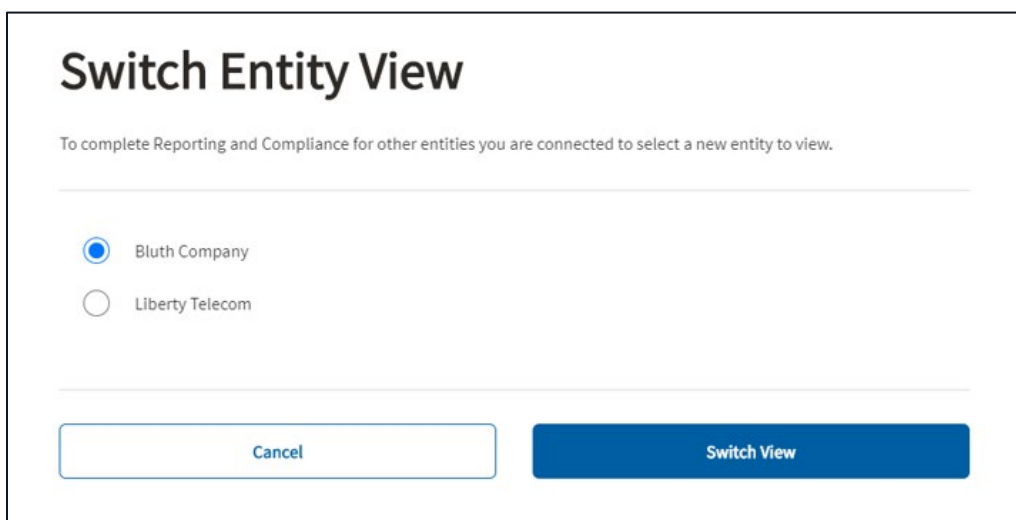 Switch Entity View
To complete Reporting and Compliance for other entities you are connected to select a new entity to view.
Bluth Company
Liberty Telecom
Cancel
Switch View